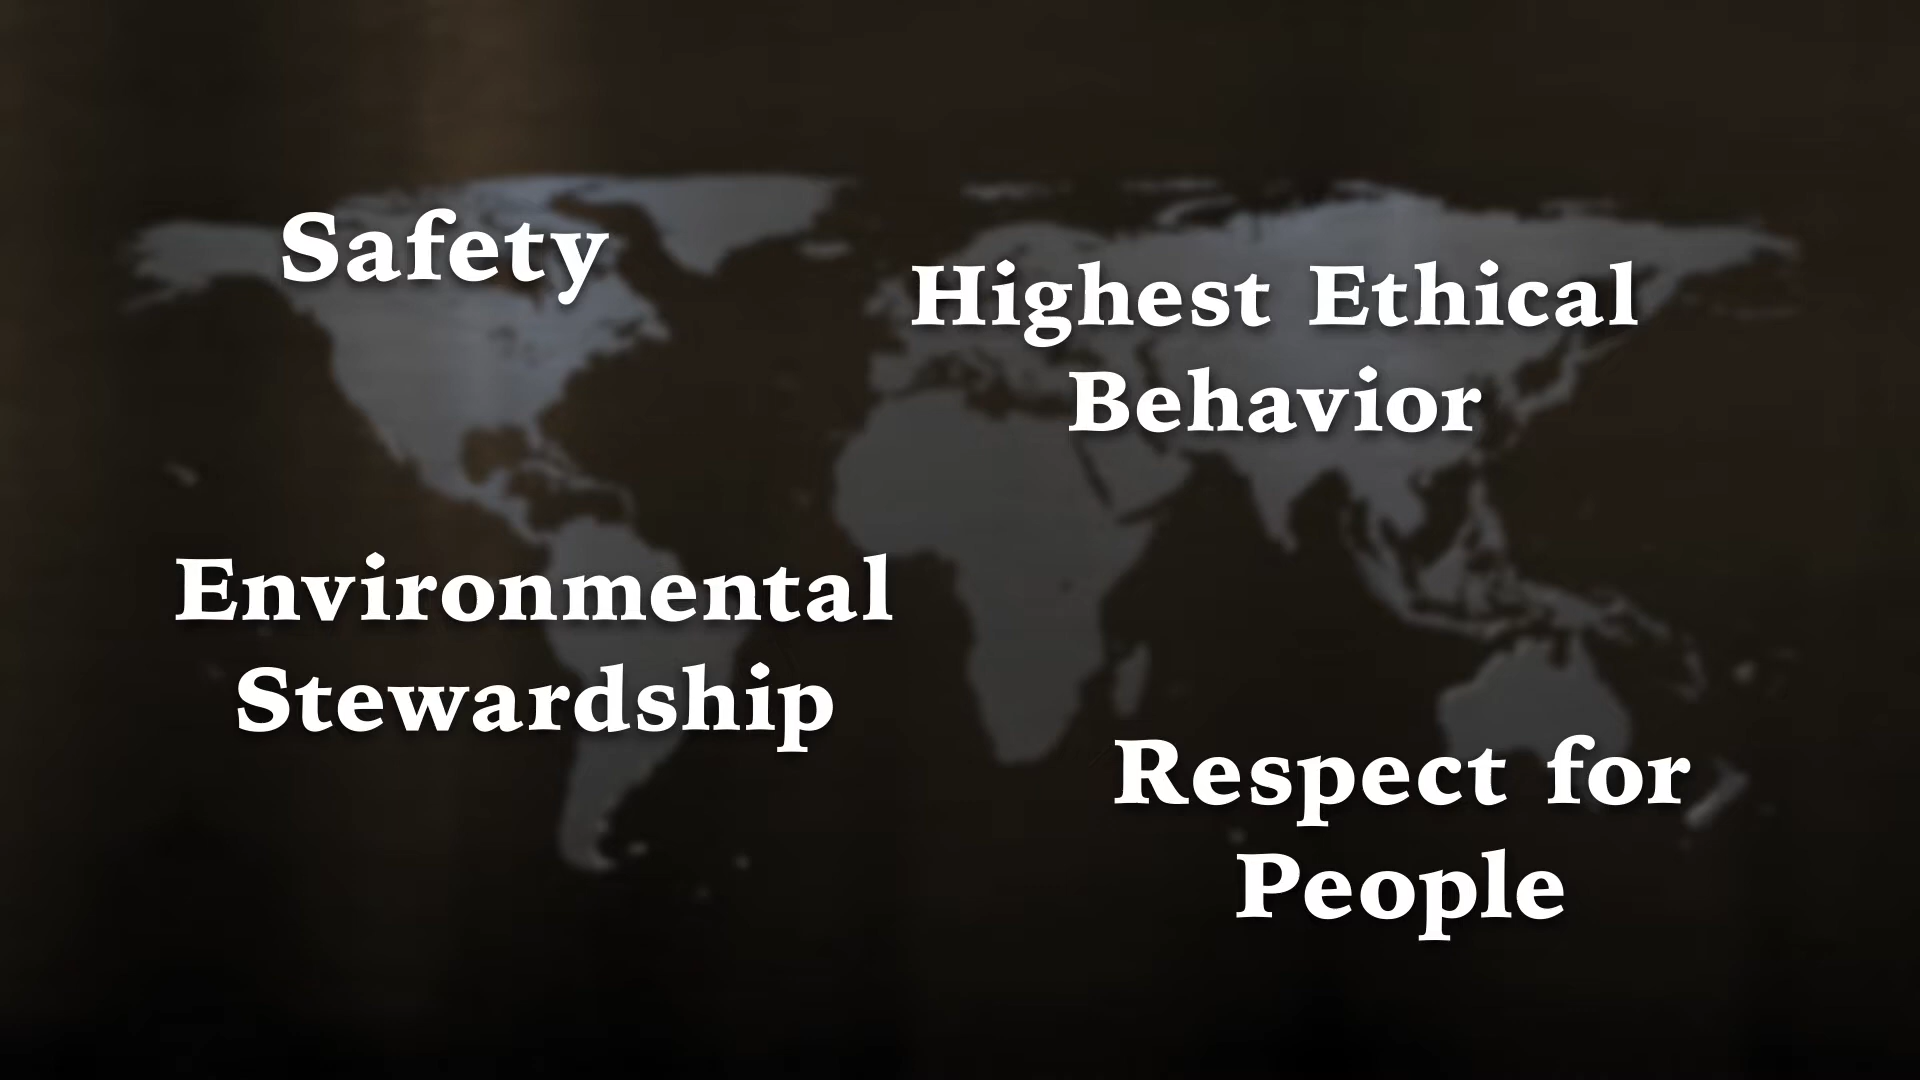 Safety
Highest Ethical
Behavior
Environmental
Stewardship
Respect for
People